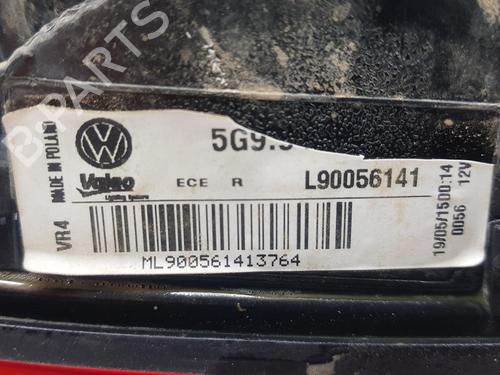 MADE IN POLAND
VR4
Valeo
Lighting Systems
5G9.9
ECE R
L90056141
ML900561413764
19/05/15 00:14
0056 12V
B-PARTS